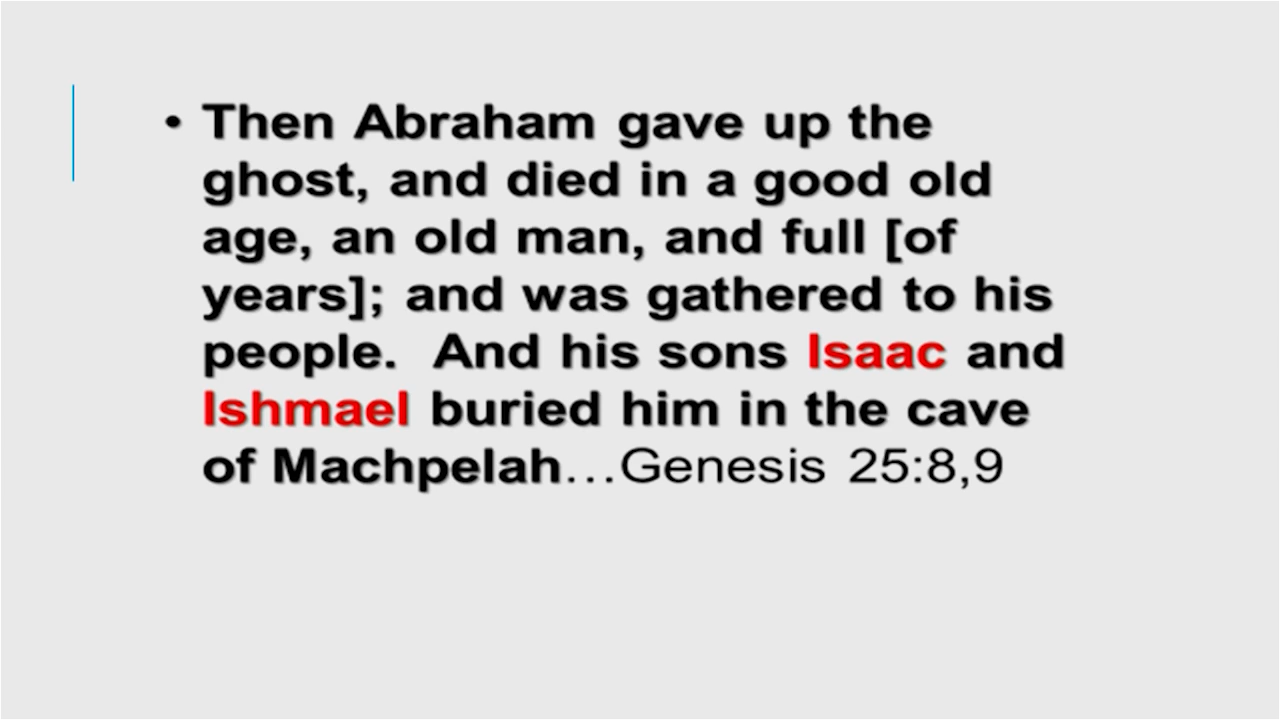 • Then Abraham gave up the
ghost, and died in a good old
age, an old man, and full [of
years]; and was gathered to his
people.  And his sons Isaac and
Ishmael buried him in the cave
of Machpelah…Genesis 25:8,9